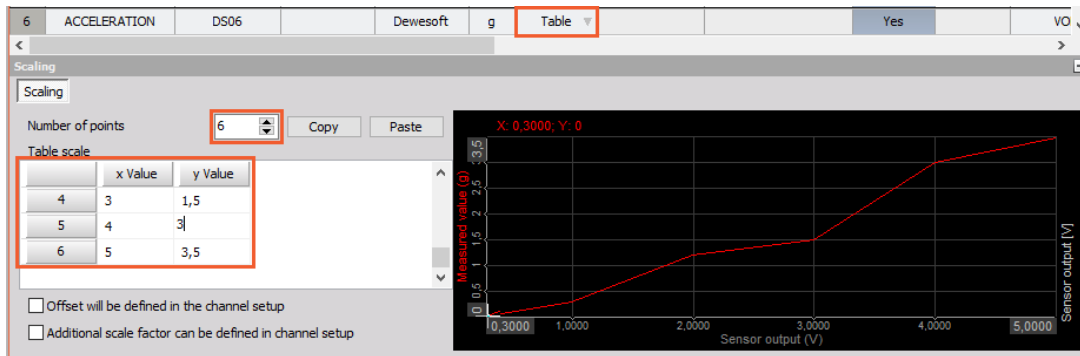 6 ACCELERATION DS06 Dewesoft g Table Yes VO
Scaling
Scaling
Number of points 6 Copy Paste
Table scale
x Value y Value
4 3 1,5
5 4 3
6 5 3,5
Offset will be defined in the channel setup
Additional scale factor can be defined in channel setup
X: 0,3000; Y: 0
Measured value (g)
3,5
2,5
2
1,5
1
0,5
0
0,3000 1,0000 2,0000 3,0000 4,0000 5,0000
Sensor output (V)
Sensor output [V]